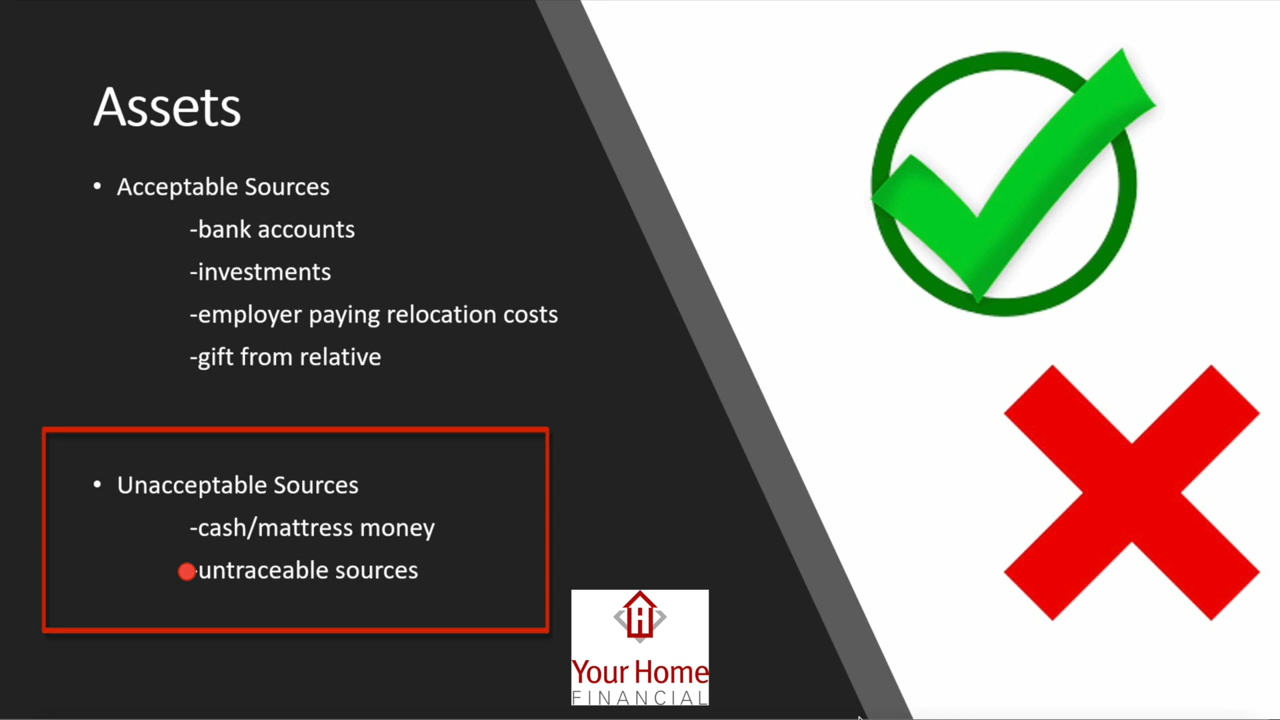 Assets
• Acceptable Sources
-bank accounts
-investments
-employer paying relocation costs
-gift from relative
• Unacceptable Sources
-cash/mattress money
-untraceable sources
H
Your Home
FINANCIAL